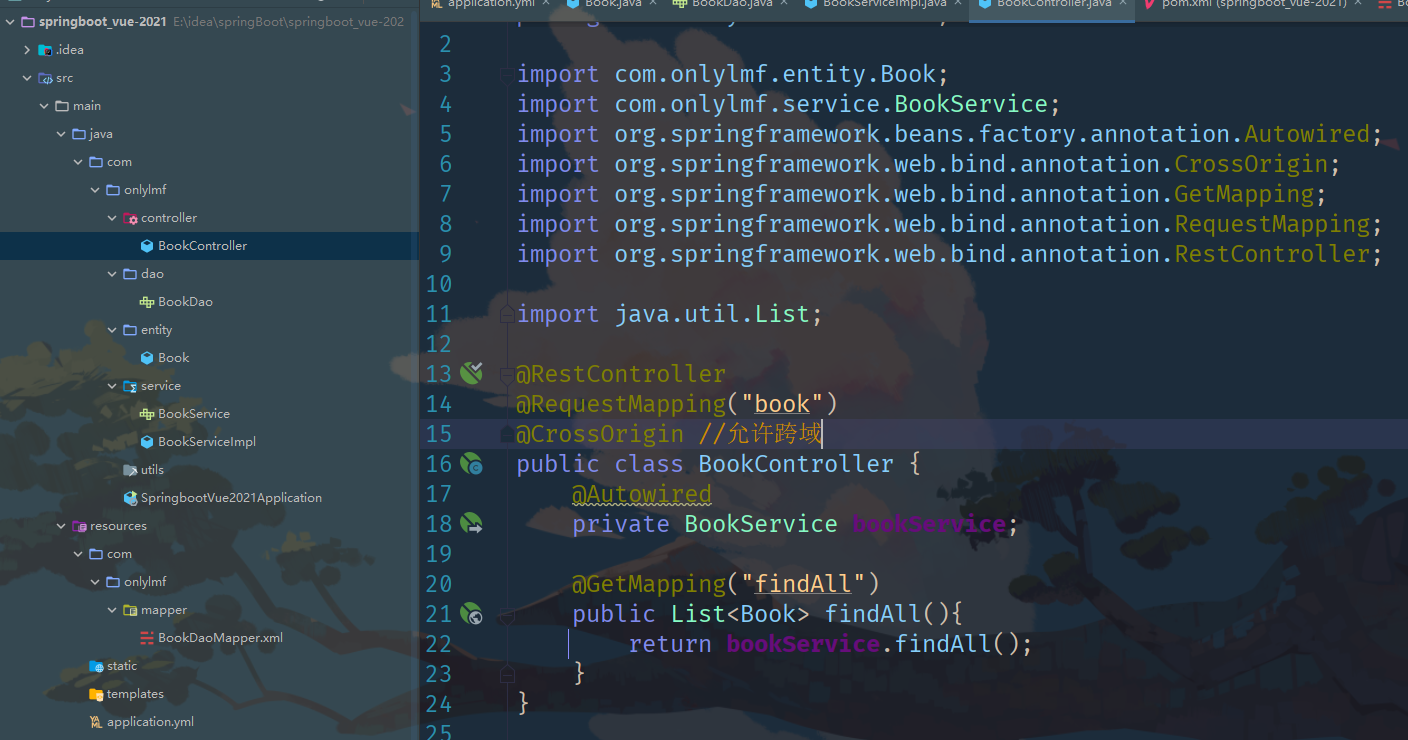 springboot_vue-2021 E:\idea\springBoot\springboot_vue-202
.idea
src
main
java
com
onlylmf
controller
BookController
dao
BookDao
entity
Book
service
BookService
BookServiceImpl
utils
SpringbootVue2021Application
resources
com
onlylmf
mapper
BookDaoMapper.xml
static
templates
application.yml
application.yml Book.java BookDao.java BookServiceImpl.java BookController.java pom.xml (springboot_vue-2021)
2
3 import com.onlylmf.entity.Book;
4 import com.onlylmf.service.BookService;
5 import org.springframework.beans.factory.annotation.Autowired;
6 import org.springframework.web.bind.annotation.CrossOrigin;
7 import org.springframework.web.bind.annotation.GetMapping;
8 import org.springframework.web.bind.annotation.RequestMapping;
9 import org.springframework.web.bind.annotation.RestController;
10
11 import java.util.List;
12
13 @RestController
14 @RequestMapping("book")
15 @CrossOrigin //允许跨域
16 public class BookController {
17 @Autowired
18 private BookService bookService;
19
20 @GetMapping("findAll")
21 public List<Book> findAll(){
22 return bookService.findAll();
23 }
24 }
25